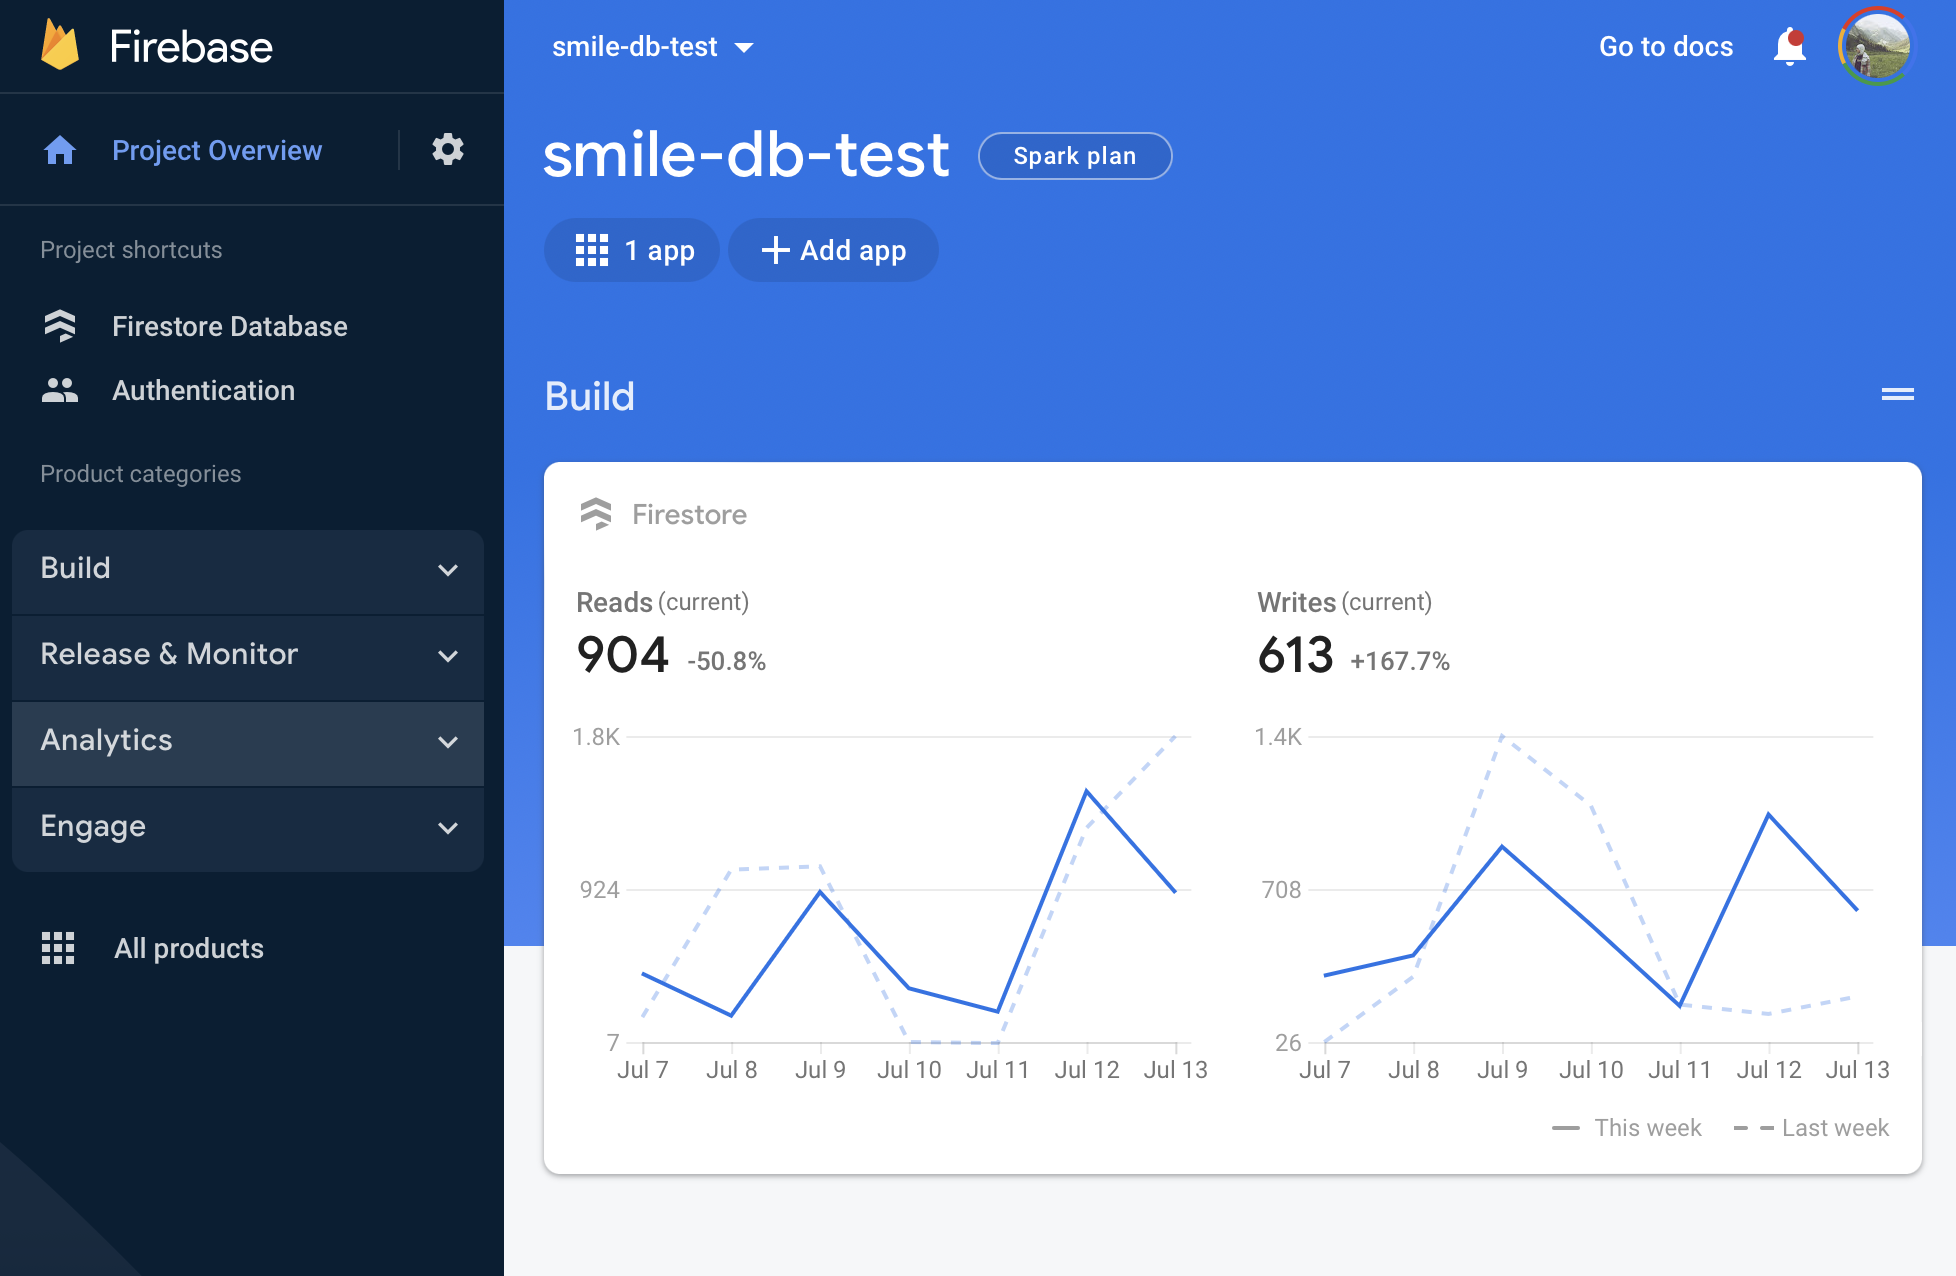 Firebase
smile-db-test
Go to docs
Project Overview
smile-db-test
Spark plan
1 app
Add app
Project shortcuts
Firestore Database
Authentication
Product categories
Build
Release & Monitor
Analytics
Engage
All products
Build
Firestore
Reads (current)
904 -50.8%
1.8K
924
7
Jul 7 Jul 8 Jul 9 Jul 10 Jul 11 Jul 12 Jul 13
Writes (current)
613 +167.7%
1.4K
708
26
Jul 7 Jul 8 Jul 9 Jul 10 Jul 11 Jul 12 Jul 13
This week Last week